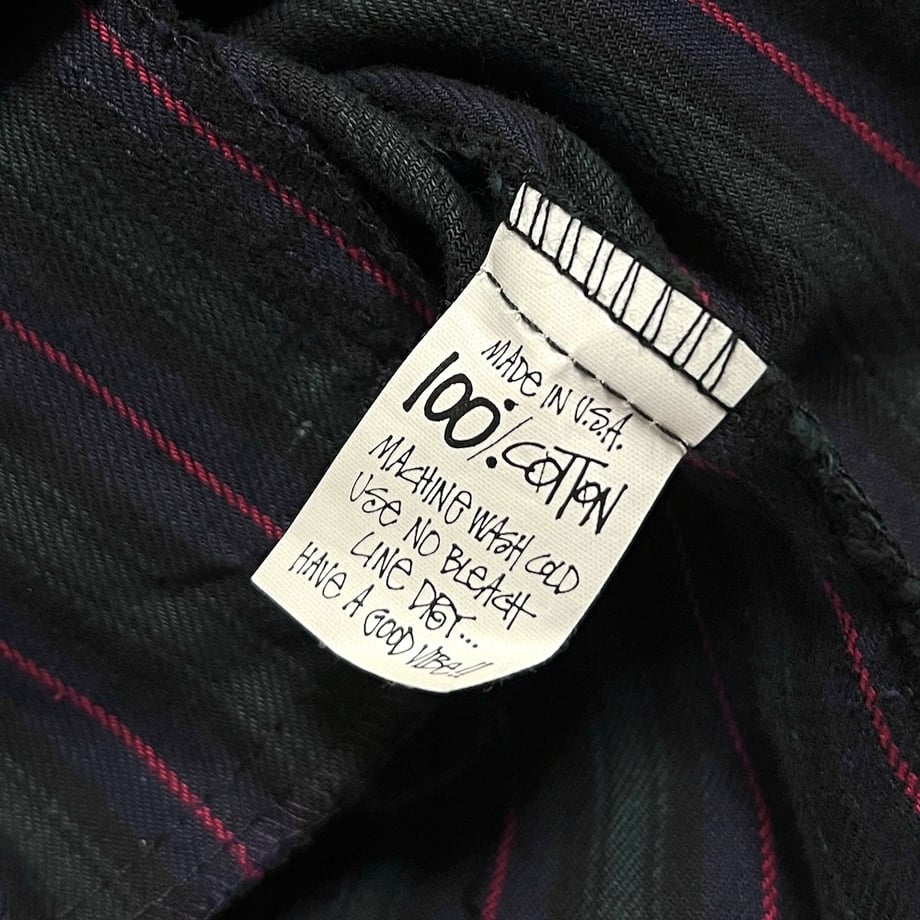 MADE IN U.S.A.
100% COTTON
MACHINE WASH COLD
USE NO BLEACH
LINE DRY...
HAVE A GOOD VIBE!!